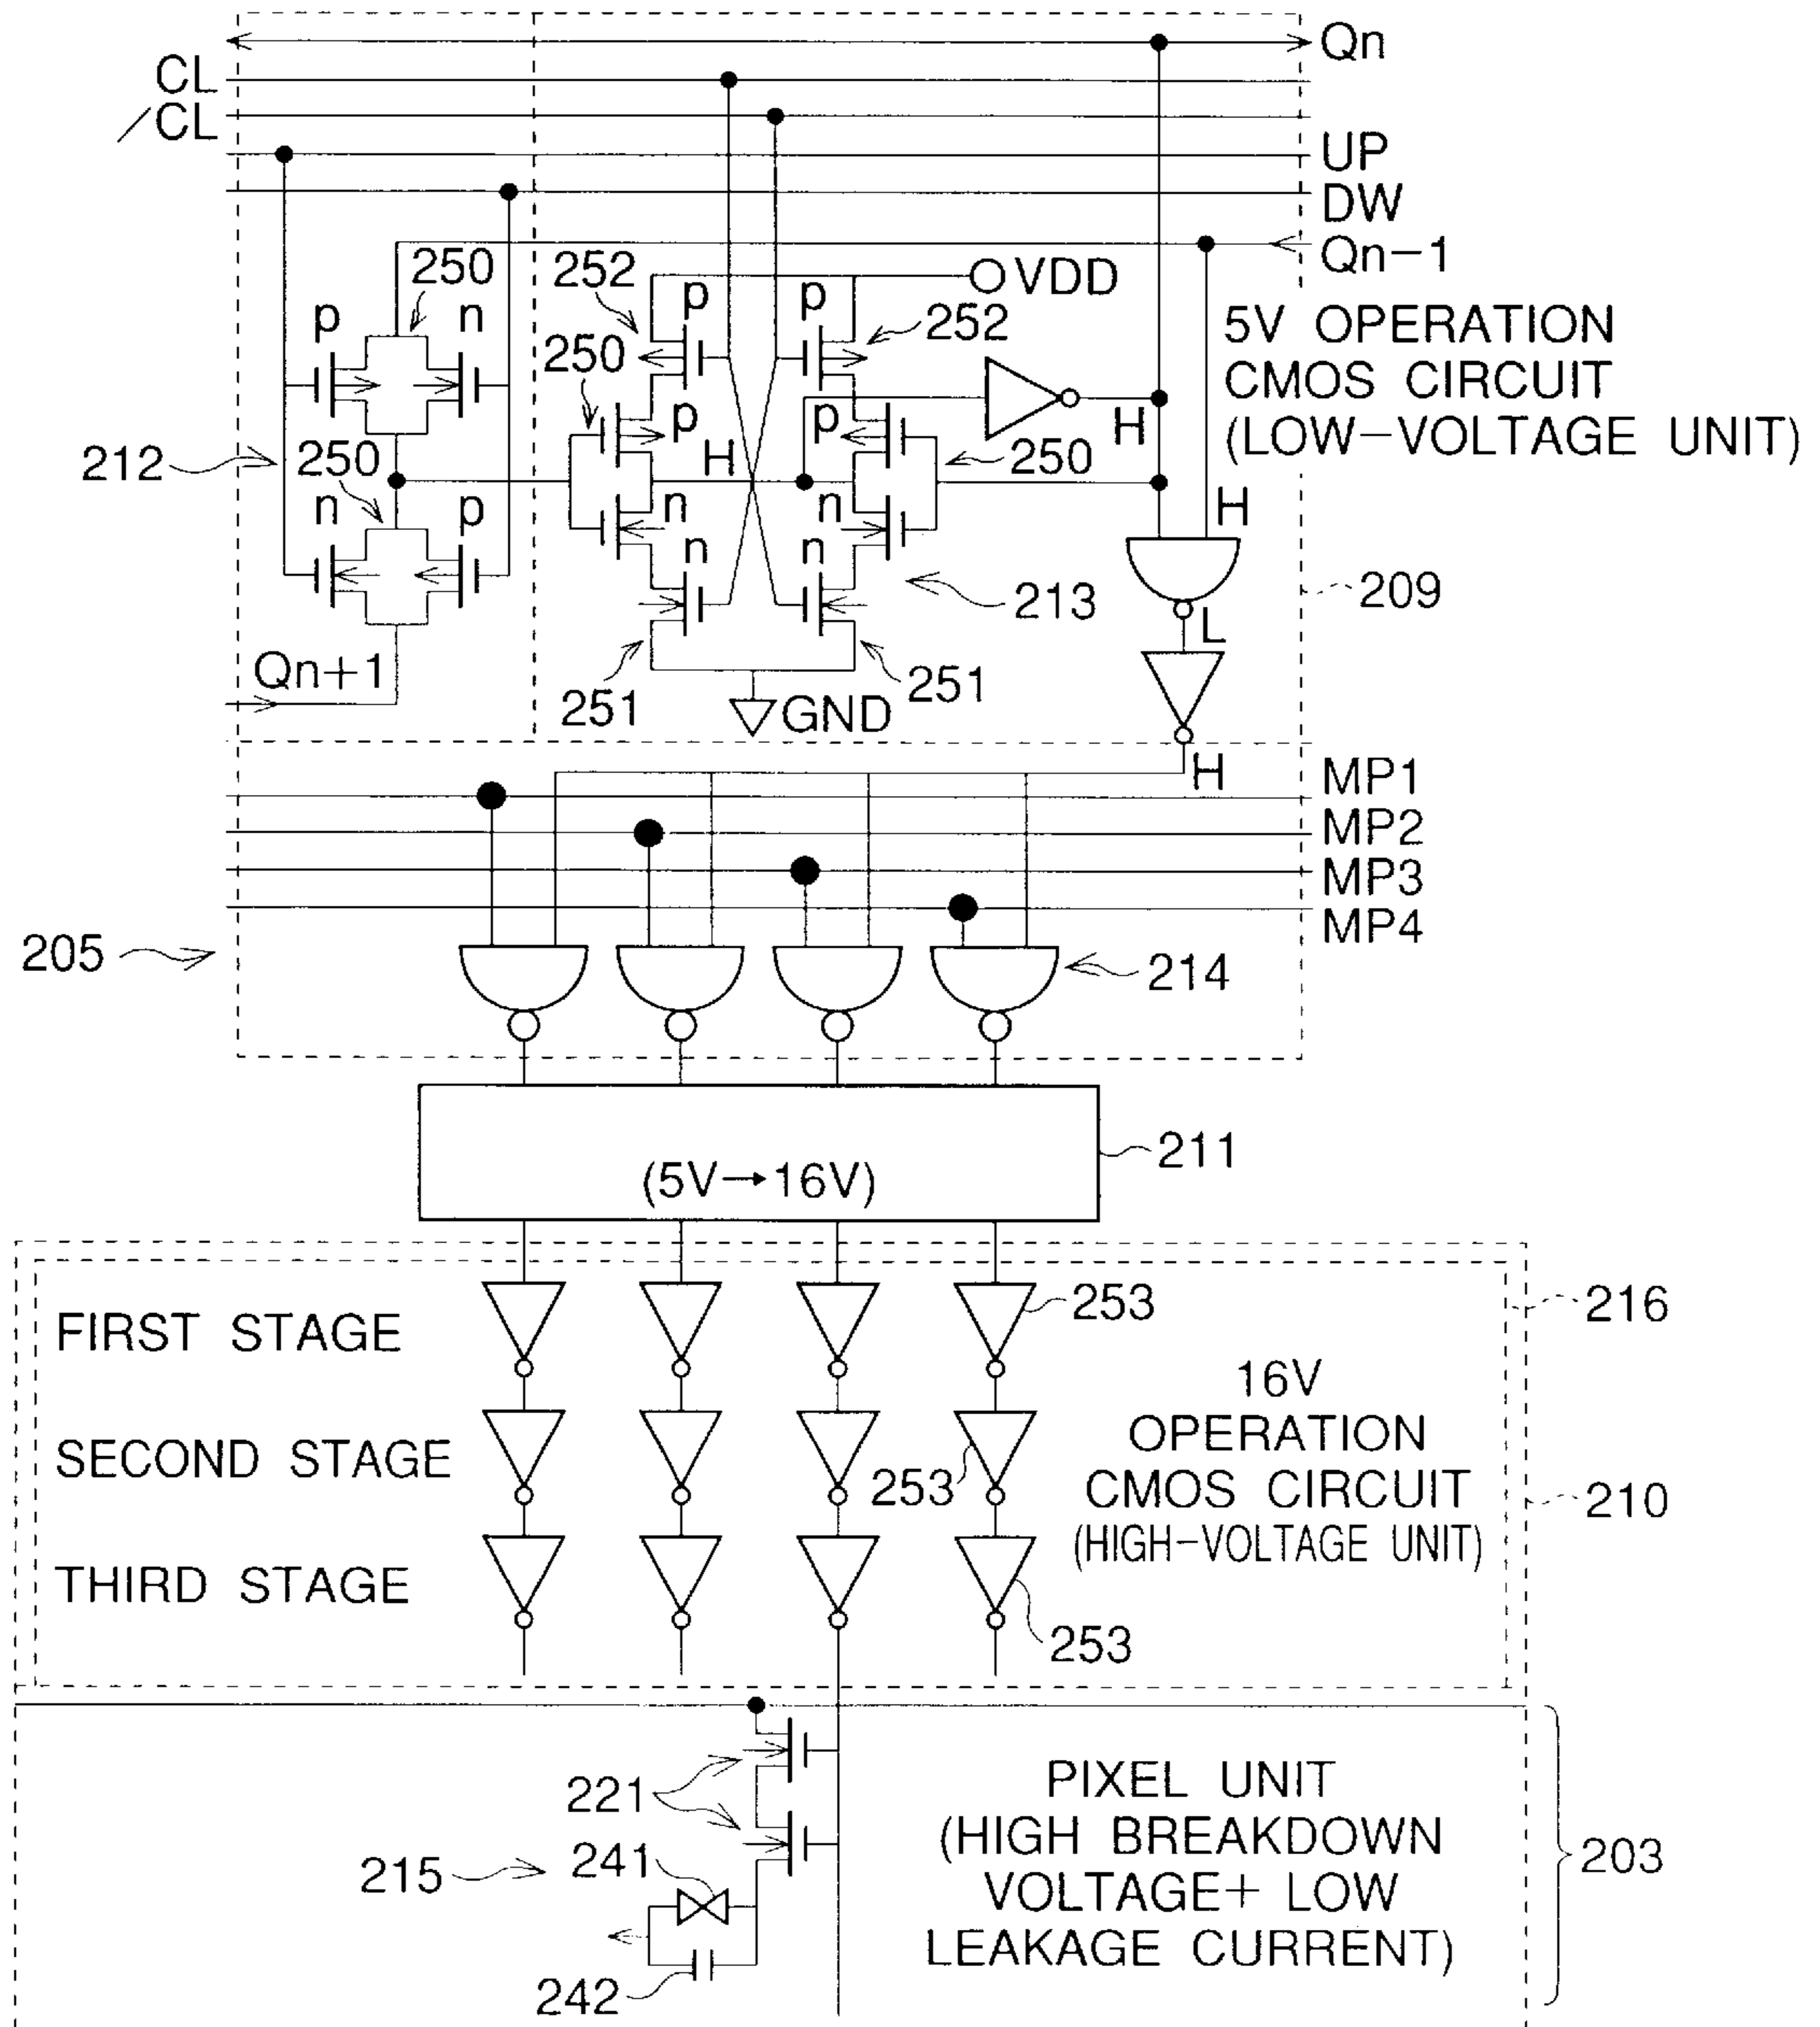 Qn
CL
/CL
UP
DW
Qn-1
250
252
VDD
p
p
p
n
252
5V OPERATION
CMOS CIRCUIT
(LOW-VOLTAGE UNIT)
250
p
p
H
H
212
250
250
n
p
n
n
H
n
n
213
209
L
Qn+1
251
251
GND
H
MP1
MP2
MP3
MP4
205
214
211
(5V→16V)
253
216
FIRST STAGE
16V
OPERATION
CMOS CIRCUIT
(HIGH-VOLTAGE UNIT)
SECOND STAGE
253
210
THIRD STAGE
253
221
PIXEL UNIT
(HIGH BREAKDOWN
VOLTAGE+ LOW
LEAKAGE CURRENT)
203
215
241
242